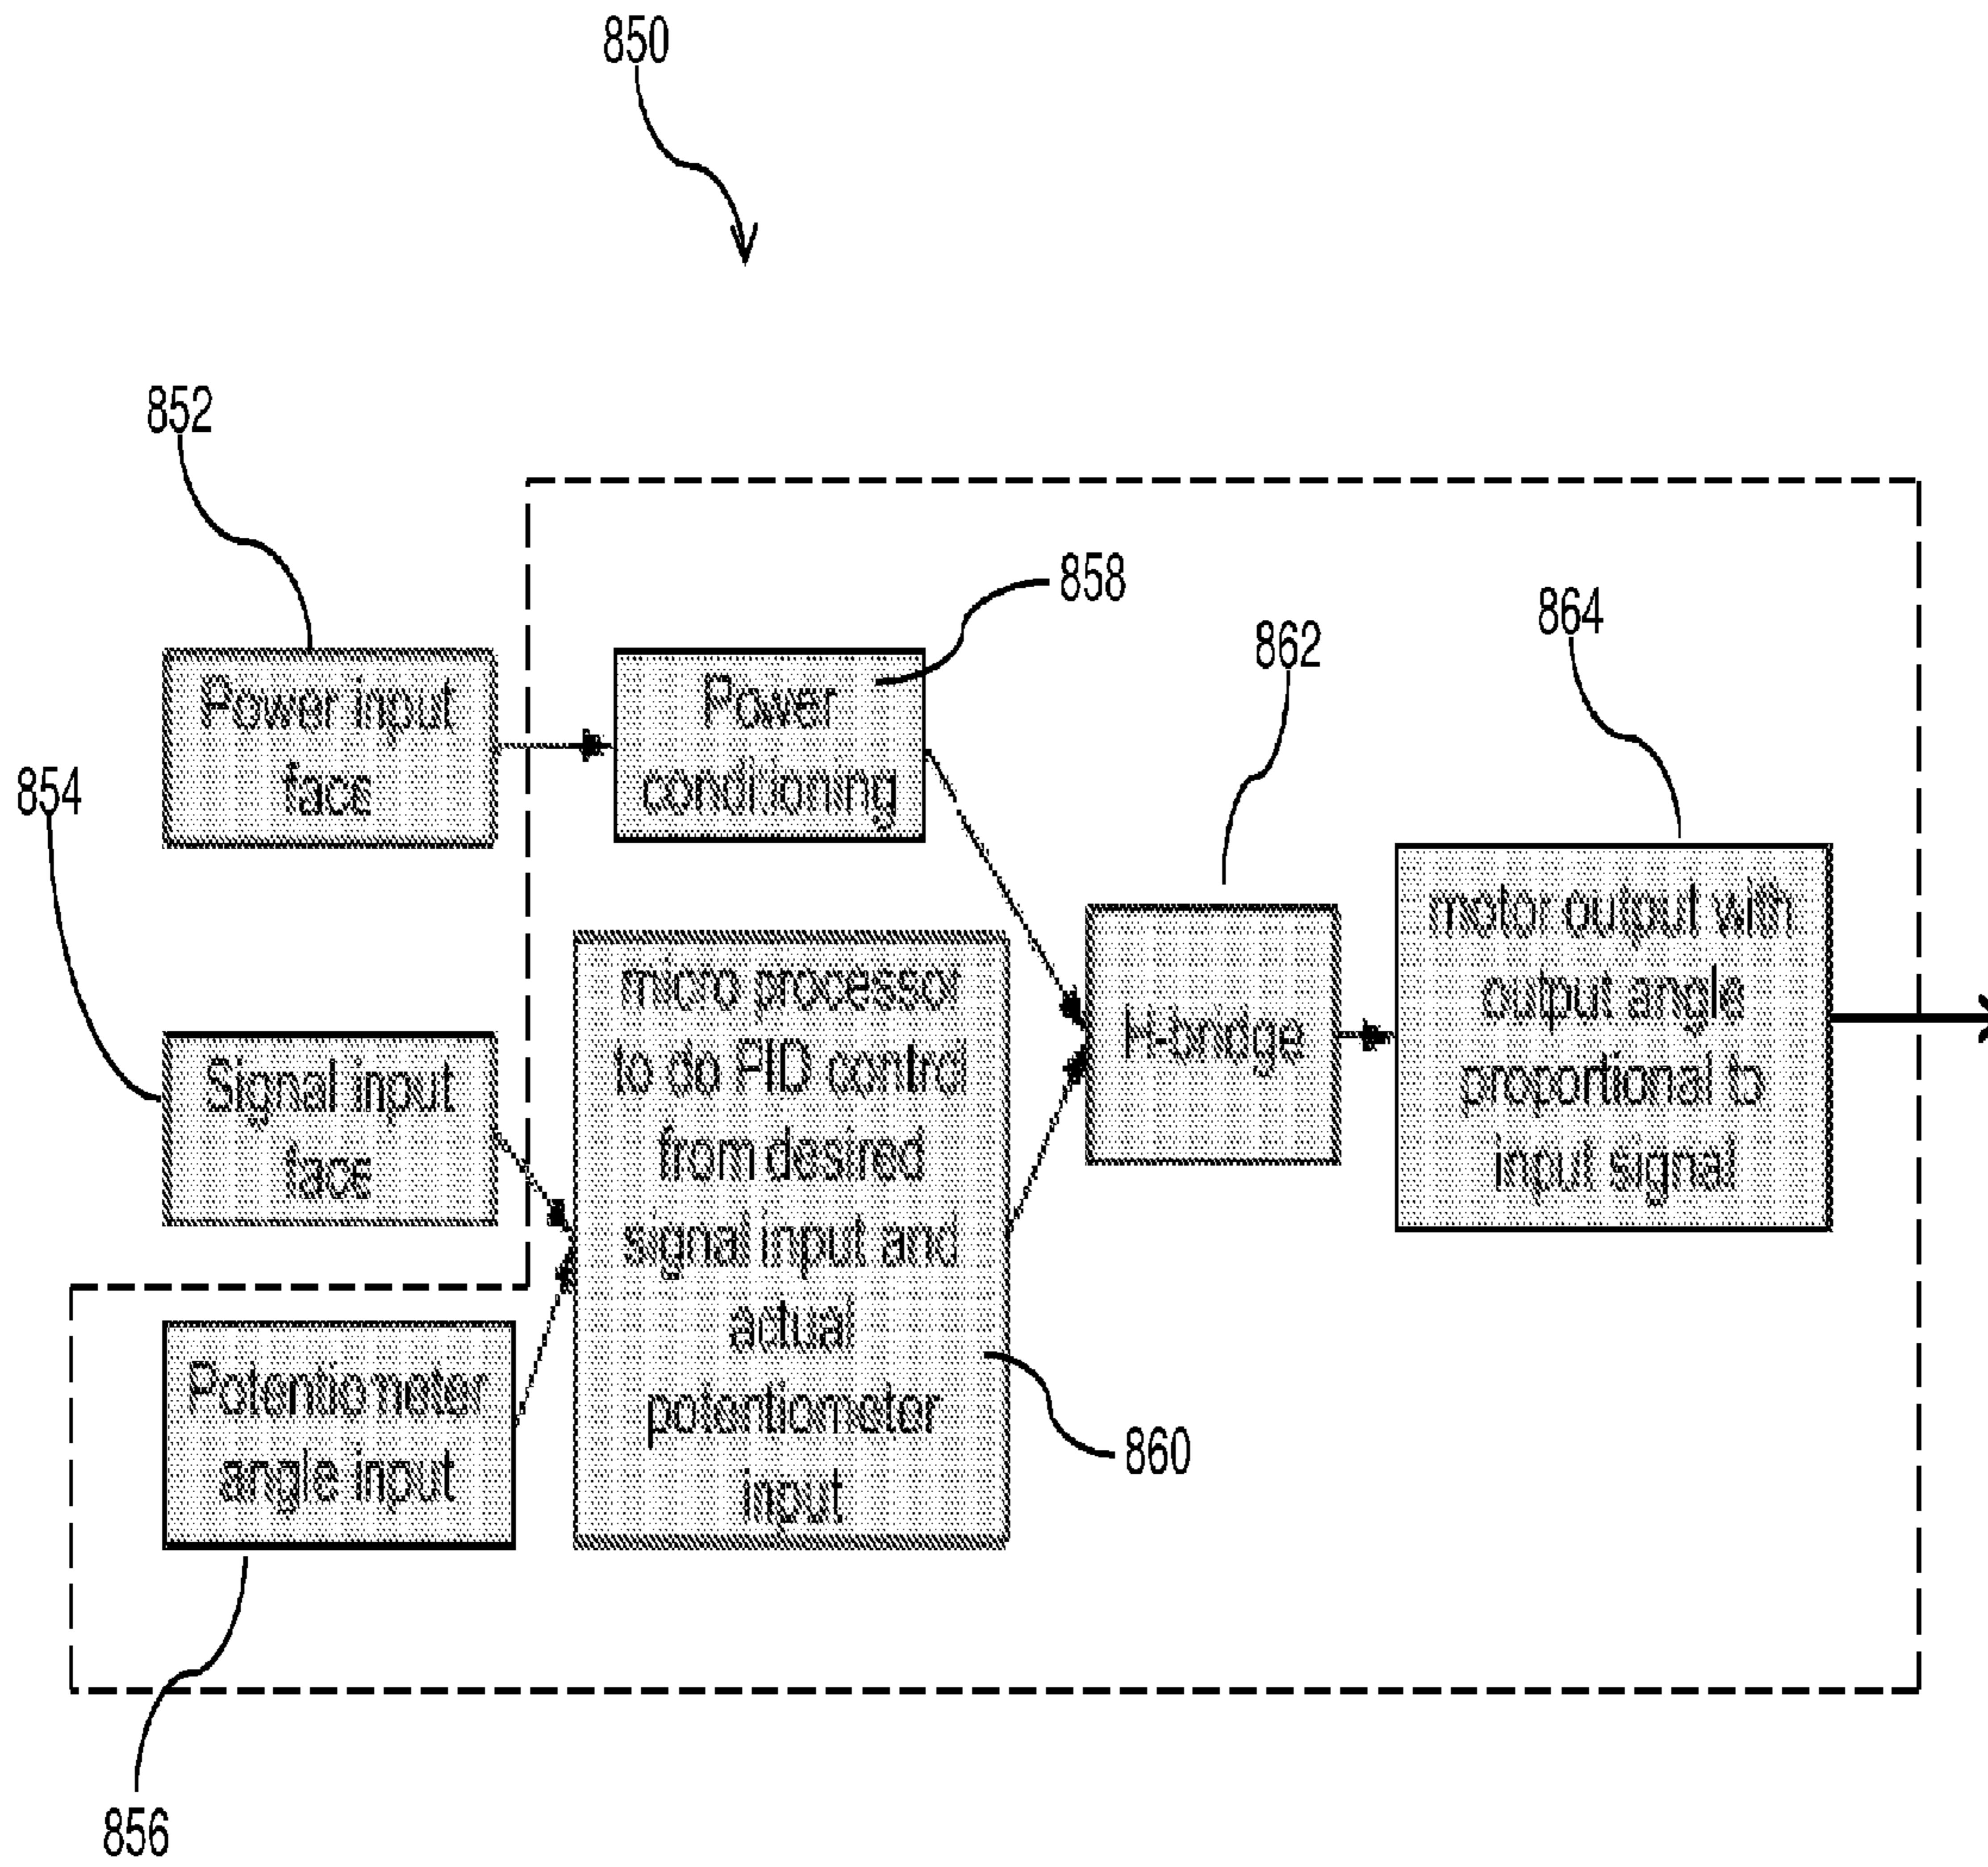 850
852
858
864
862
Power input
face
Power
conditioning
854
motor output with
output angle
proportional to
input signal
micro processor
to do PID control
from desired
signal input and
actual
potentiometer
input
H-bridge
Signal input
face
Potentiometer
angle input
860
856